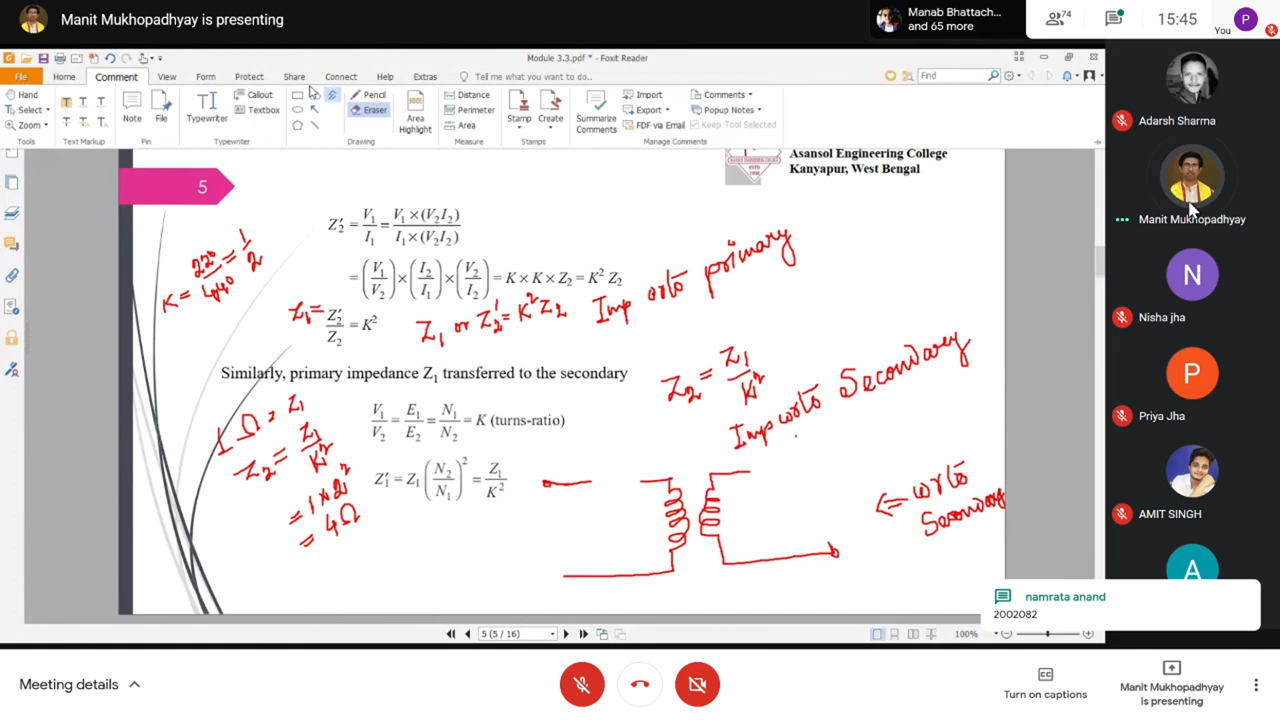 Manit Mukhopadhyay is presenting
Manab Bhattach...
and 65 more
74
15:45
You
P
Module 3.3.pdf * - Foxit Reader
File Home Comment View Form Protect Share Connect Help Extras Tell me what you want to do..
Find
Hand
Select
Zoom
Tools
T T T
T T T
Text Markup
Note
File
Pin
Typewriter
Callout
Textbox
Typewriter
Pencil
Eraser
Drawing
Area
Highlight
Distance
Perimeter
Area
Measure
Stamp
Create
Stamps
Summarize
Comments
Import
Export
FDF via Email
Comments
Popup Notes
Keep Tool Selected
Manage Comments
Asansol Engineering College
Kanyapur, West Bengal
5
Z₂′ = V₁/I₁ = V₁×(V₂I₂)/I₁×(V₂I₂)
= (V₁/V₂)×(I₂/I₁)×(V₂/I₂) = K × K × Z₂ = K² Z₂
K = 220/440 = 1/2
Z₁ = Z₂′/Z₂ = K²
Z₁ or Z₂′ = K²Z₂ Imp wrto primary
Similarly, primary impedance Z₁ transferred to the secondary
Z₂ = Z₁/K²
Imp wrto Secondary
V₁/V₂ = E₁/E₂ = N₁/N₂ = K (turns-ratio)
Z₁′ = Z₁(N₂/N₁)² = Z₁/K²
1 Ω = Z₁
Z₂ = Z₁/K²
= 1 × 2²
= 4Ω
⇐ wrto
Secondary
5 (5 / 16)
100%
Adarsh Sharma
Manit Mukhopadhyay
N
Nisha jha
P
Priya Jha
AMIT SINGH
A
namrata anand
2002082
Meeting details
Turn on captions
Manit Mukhopadhyay
is presenting